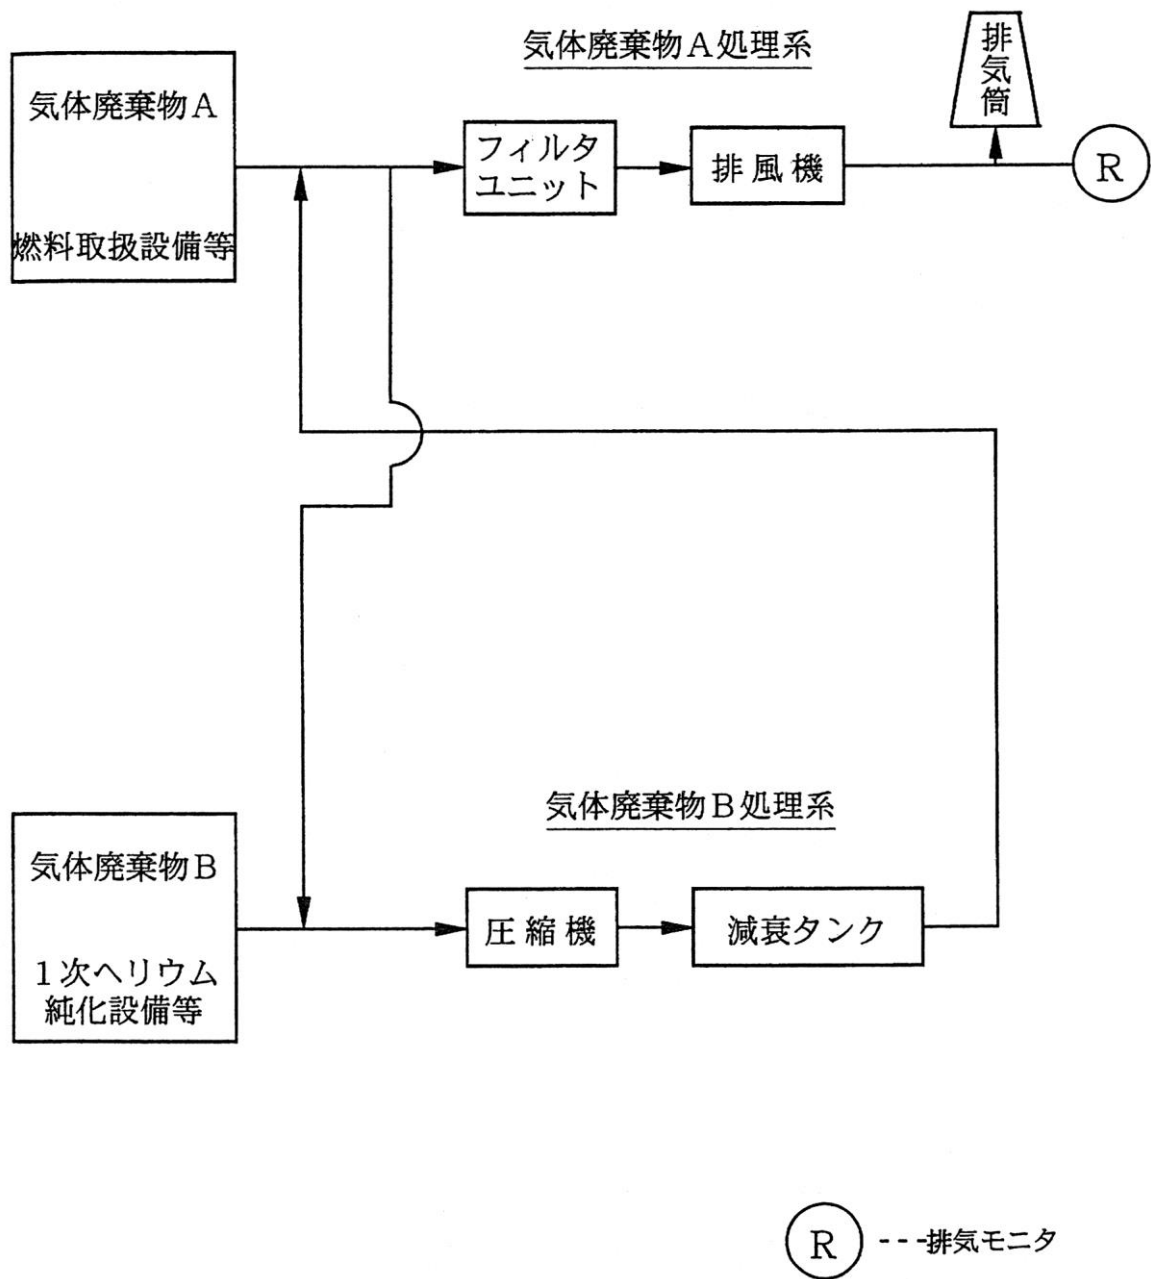 気体廃棄物A処理系
排気筒
気体廃棄物A
燃料取扱設備等
フィルタ
ユニット
排風機
R
気体廃棄物B処理系
気体廃棄物B
1次ヘリウム
純化設備等
圧縮機
減衰タンク
R ---排気モニタ